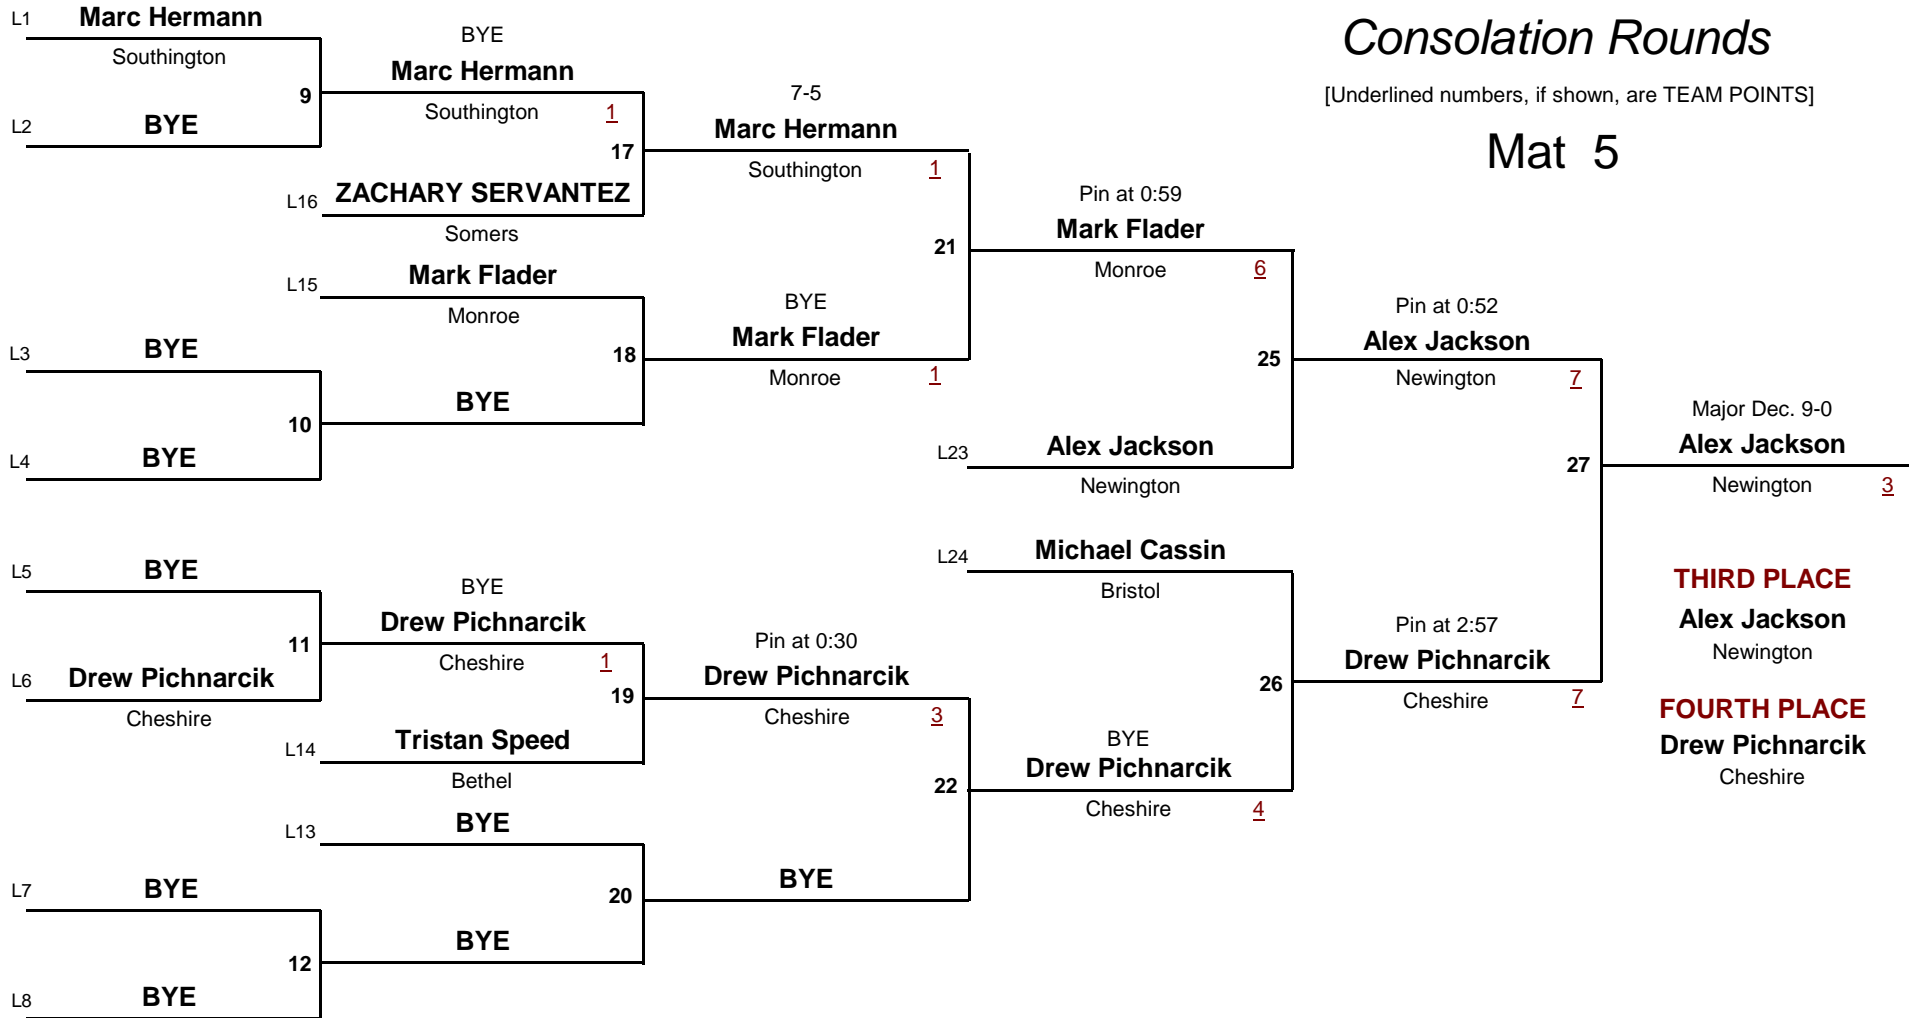 Consolation Rounds
[Underlined numbers, if shown, are TEAM POINTS]
Mat 5
L1 Marc Hermann
Southington
9
L2 BYE
BYE
Marc Hermann
Southington 1
17
L16 ZACHARY SERVANTEZ
Somers
7-5
Marc Hermann
Southington 1
21
L15 Mark Flader
Monroe
18
L3 BYE
10
L4 BYE
BYE
BYE
Mark Flader
Monroe 1
Pin at 0:59
Mark Flader
Monroe 6
25
L23 Alex Jackson
Newington
Pin at 0:52
Alex Jackson
Newington 7
27
Major Dec. 9-0
Alex Jackson
Newington 3
L5 BYE
11
L6 Drew Pichnarcik
Cheshire
BYE
Drew Pichnarcik
Cheshire 1
19
L14 Tristan Speed
Bethel
Pin at 0:30
Drew Pichnarcik
Cheshire 3
22
L13 BYE
20
L7 BYE
12
L8 BYE
BYE
BYE
L24 Michael Cassin
Bristol
26
BYE
Drew Pichnarcik
Cheshire 4
Pin at 2:57
Drew Pichnarcik
Cheshire 7
THIRD PLACE
Alex Jackson
Newington
FOURTH PLACE
Drew Pichnarcik
Cheshire